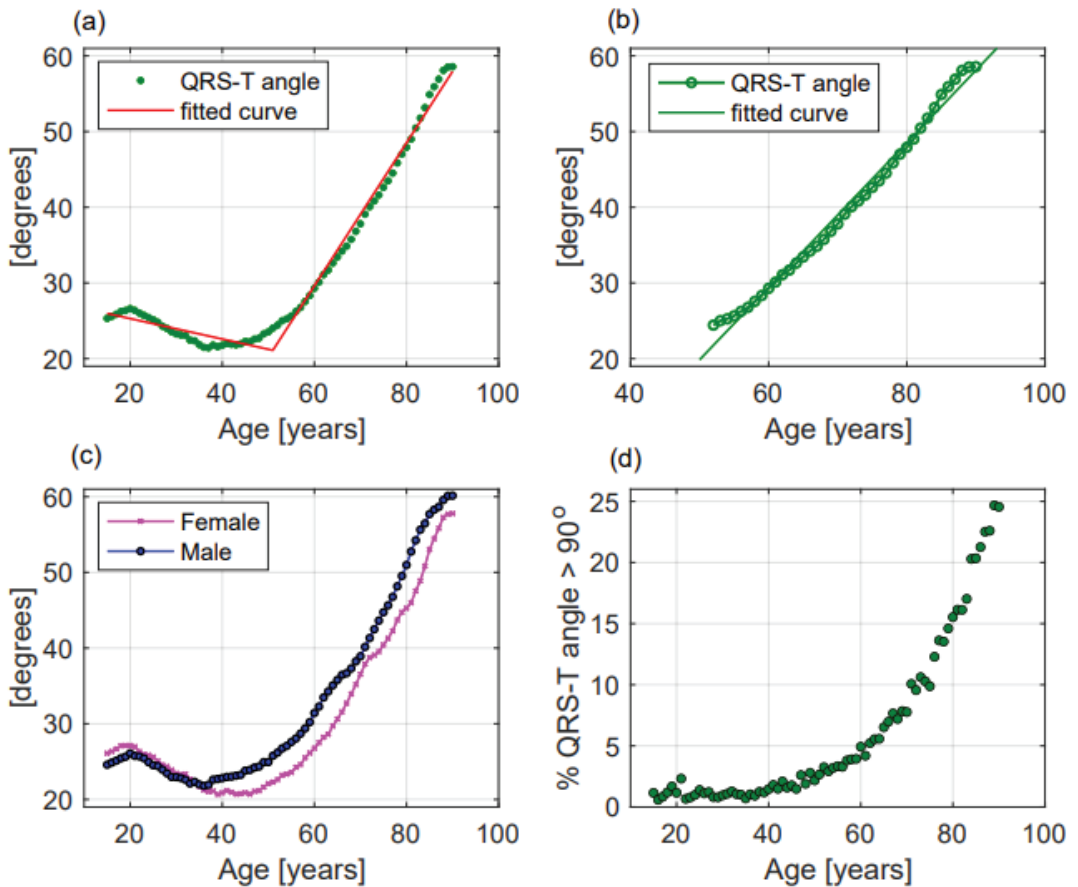 (a)
60
50
40
30
20
[degrees]
QRS-T angle
fitted curve
20 40 60 80 100
Age [years]
(b)
60
50
40
30
20
[degrees]
QRS-T angle
fitted curve
40 60 80 100
Age [years]
(c)
60
50
40
30
20
[degrees]
Female
Male
20 40 60 80 100
Age [years]
(d)
25
20
15
10
5
0
% QRS-T angle > 90°
20 40 60 80 100
Age [years]